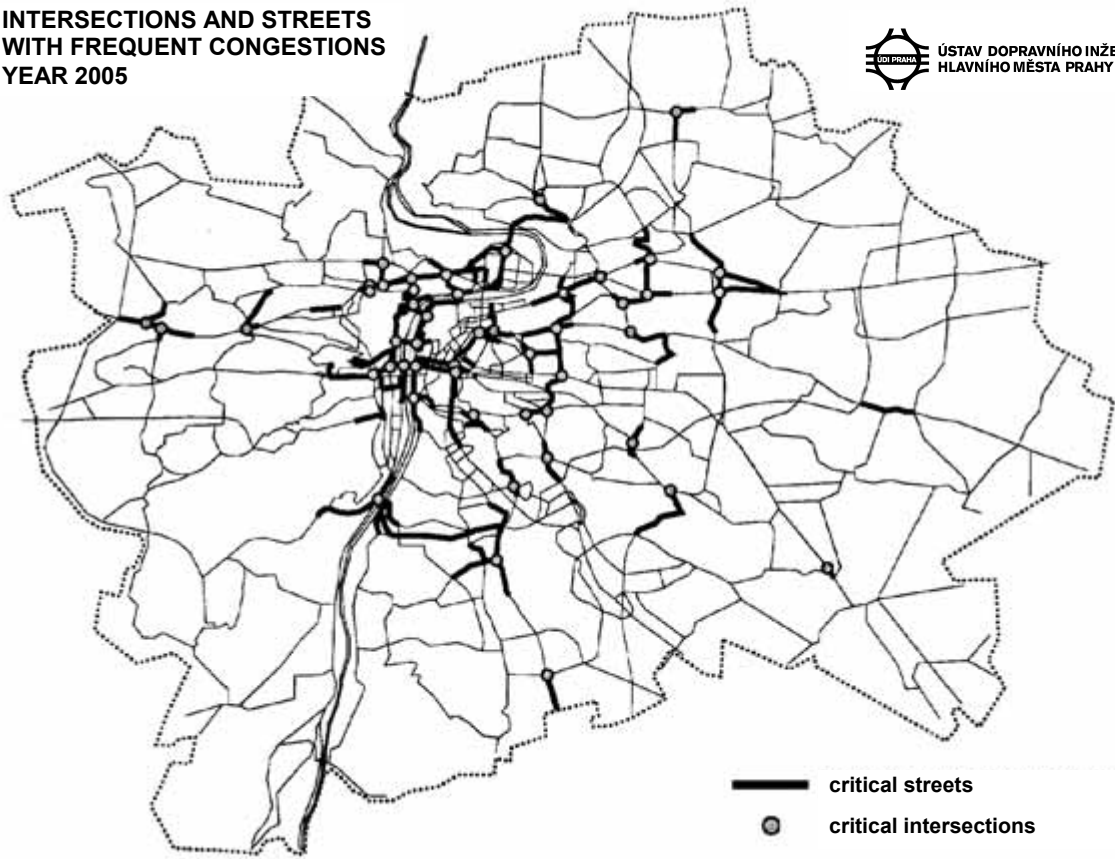 INTERSECTIONS AND STREETS
WITH FREQUENT CONGESTIONS
YEAR 2005
ÚDI PRAHA
ÚSTAV DOPRAVNÍHO INŽE
HLAVNÍHO MĚSTA PRAHY
critical streets
critical intersections